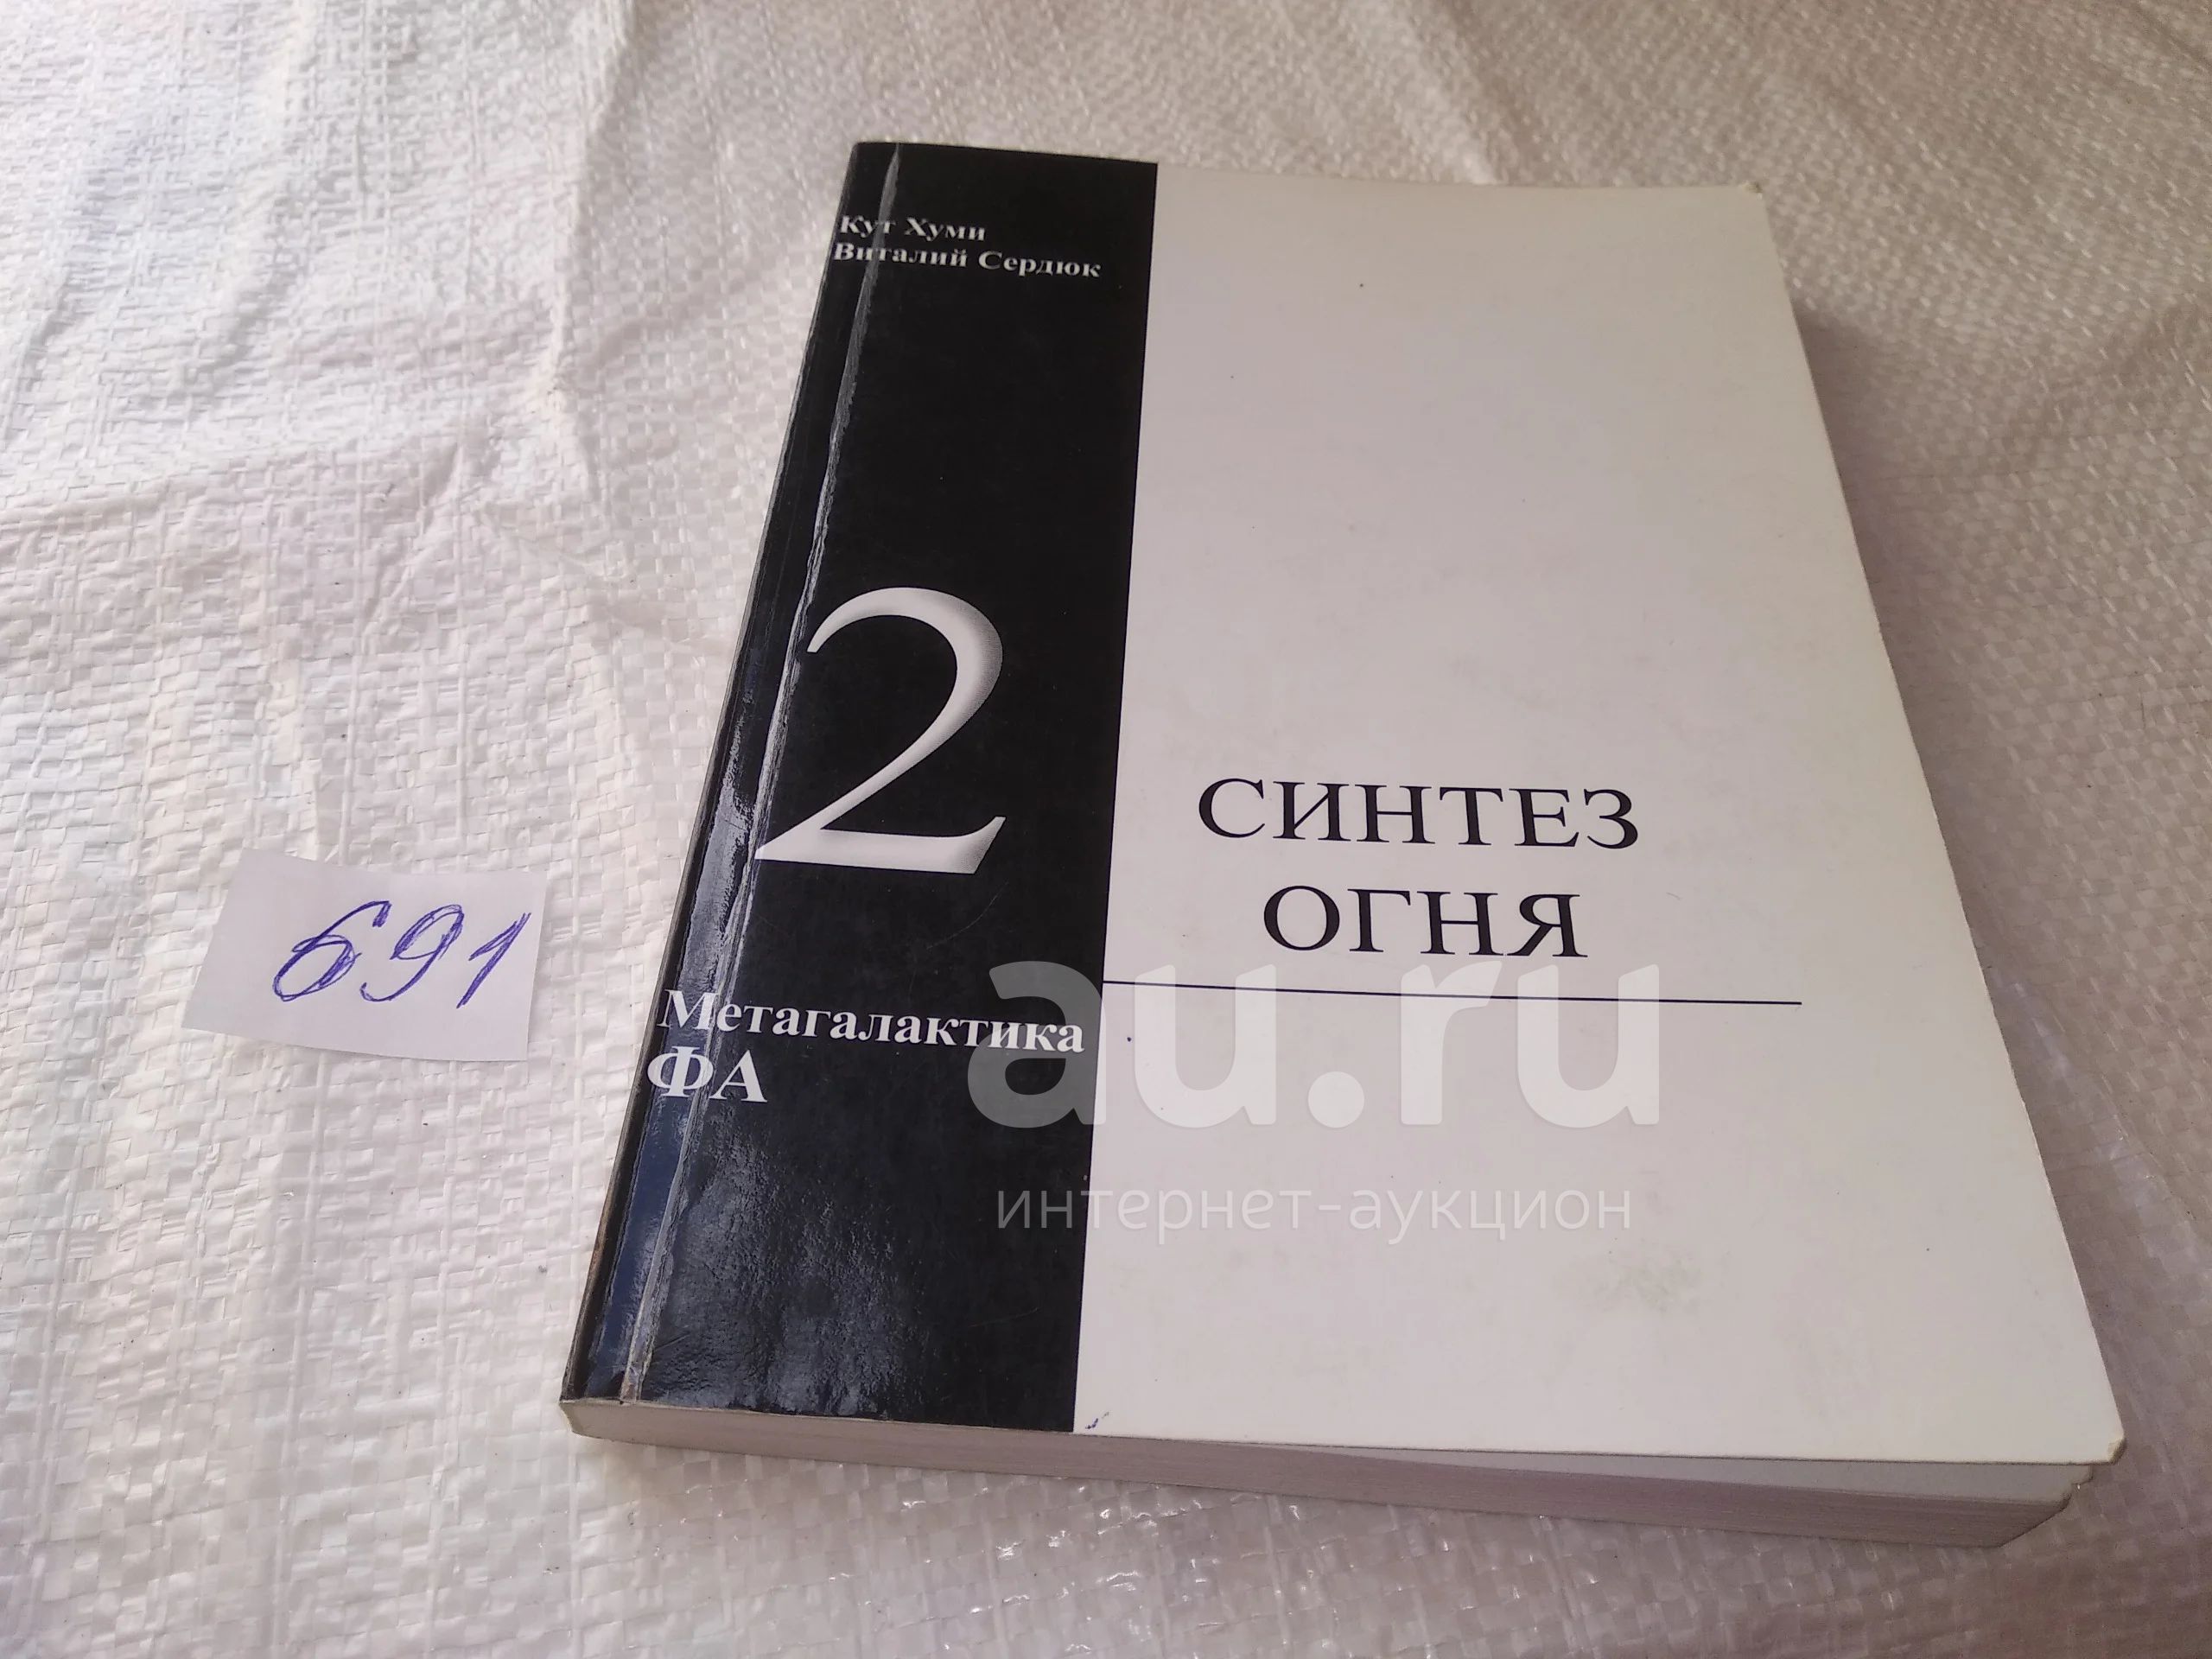 Кут Хуми
Виталий Сердюк
2
СИНТЕЗ
ОГНЯ
691
Метагалактика
ФА
au.ru
интернет-аукцион